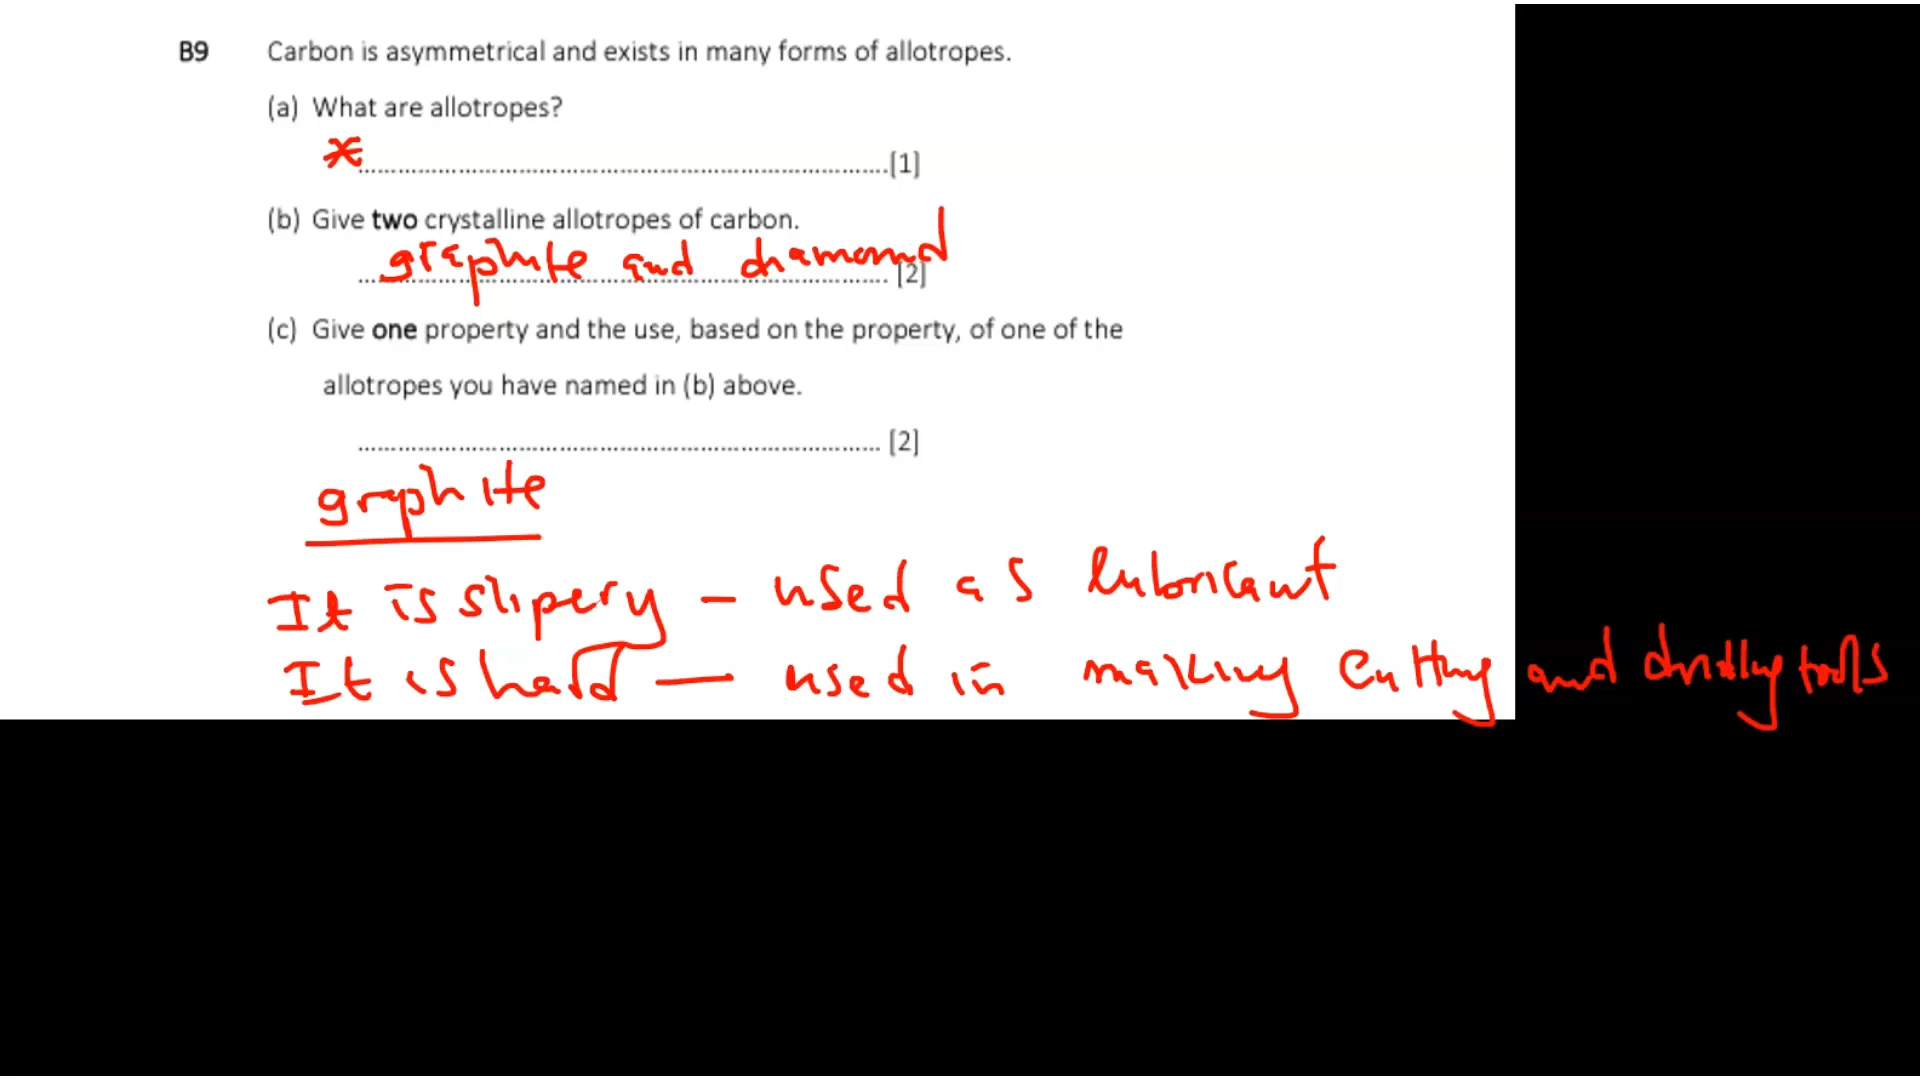 B9 Carbon is asymmetrical and exists in many forms of allotropes.
(a) What are allotropes?
*.......................................................................[1]
(b) Give two crystalline allotropes of carbon.
graphite and diamond [2]
(c) Give one property and the use, based on the property, of one of the
allotropes you have named in (b) above.
....................................................................... [2]
graphite
It is slipery – used as lubricant
It is hard — used in making cutting and drilling tools